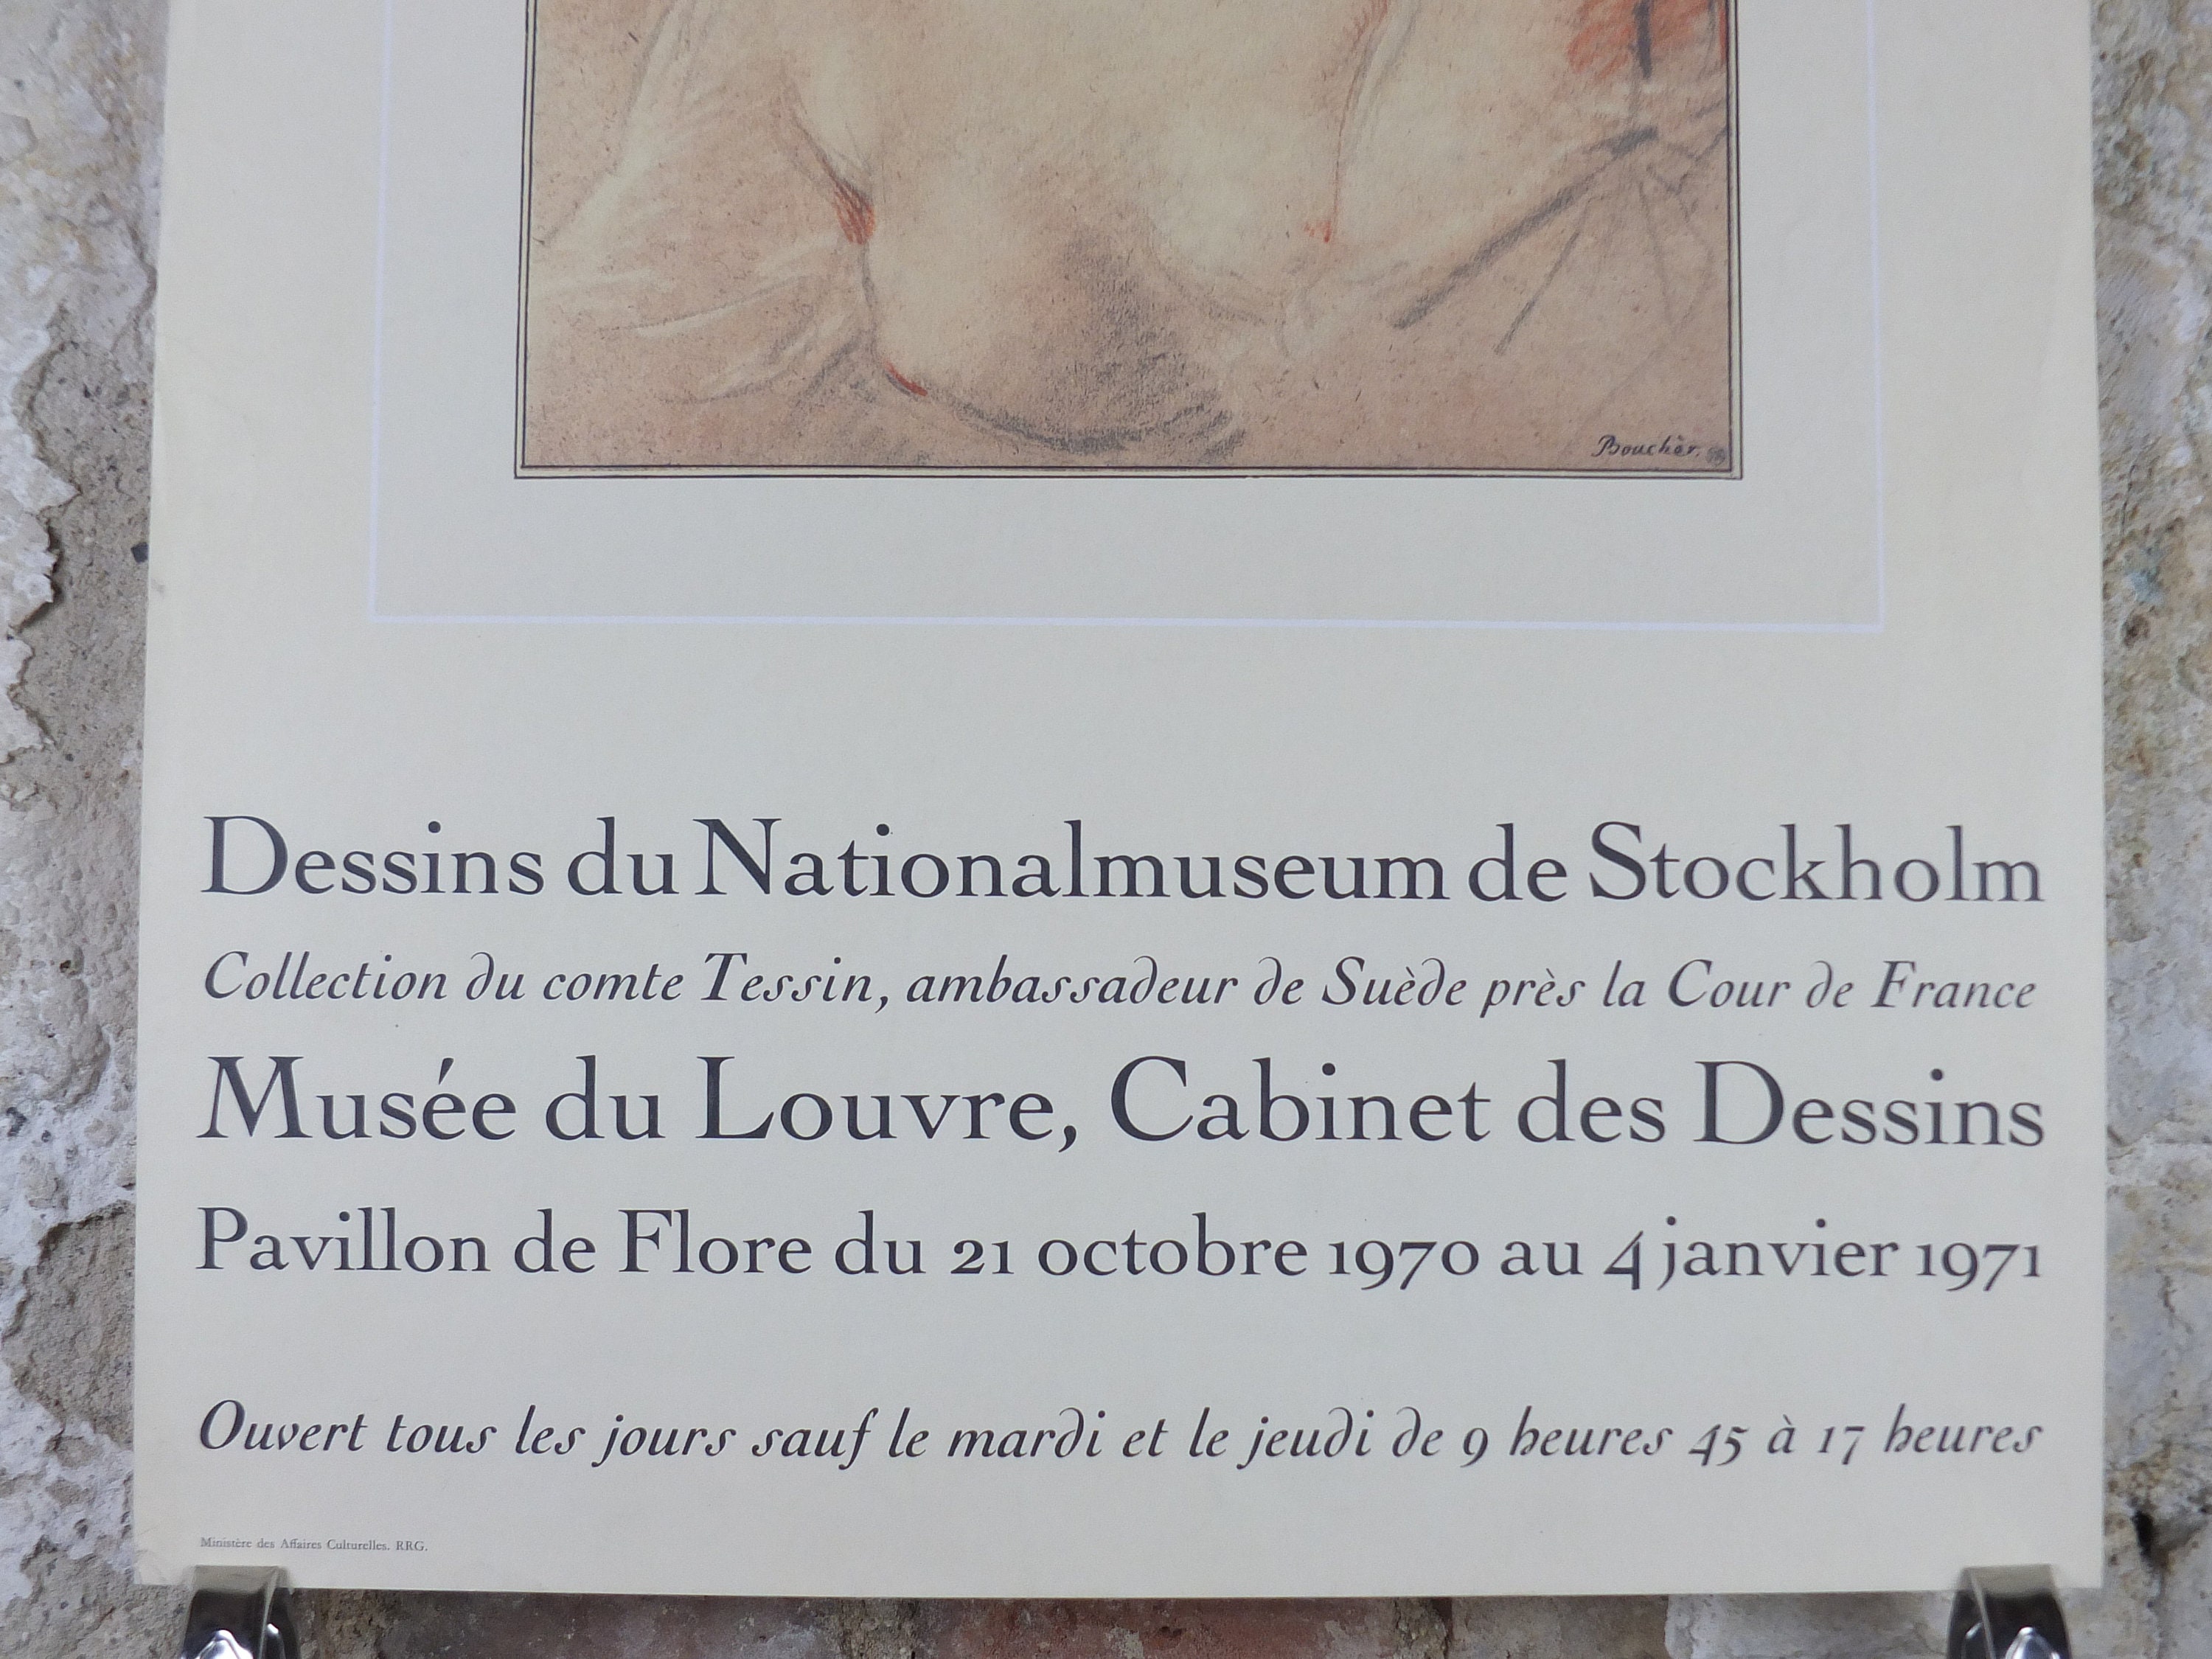 Boucher.
Dessins du Nationalmuseum de Stockholm
Collection du comte Tessin, ambassadeur de Suède près la Cour de France
Musée du Louvre, Cabinet des Dessins
Pavillon de Flore du 21 octobre 1970 au 4 janvier 1971
Ouvert tous les jours sauf le mardi et le jeudi de 9 heures 45 à 17 heures
Ministère des Affaires Culturelles. RRG.